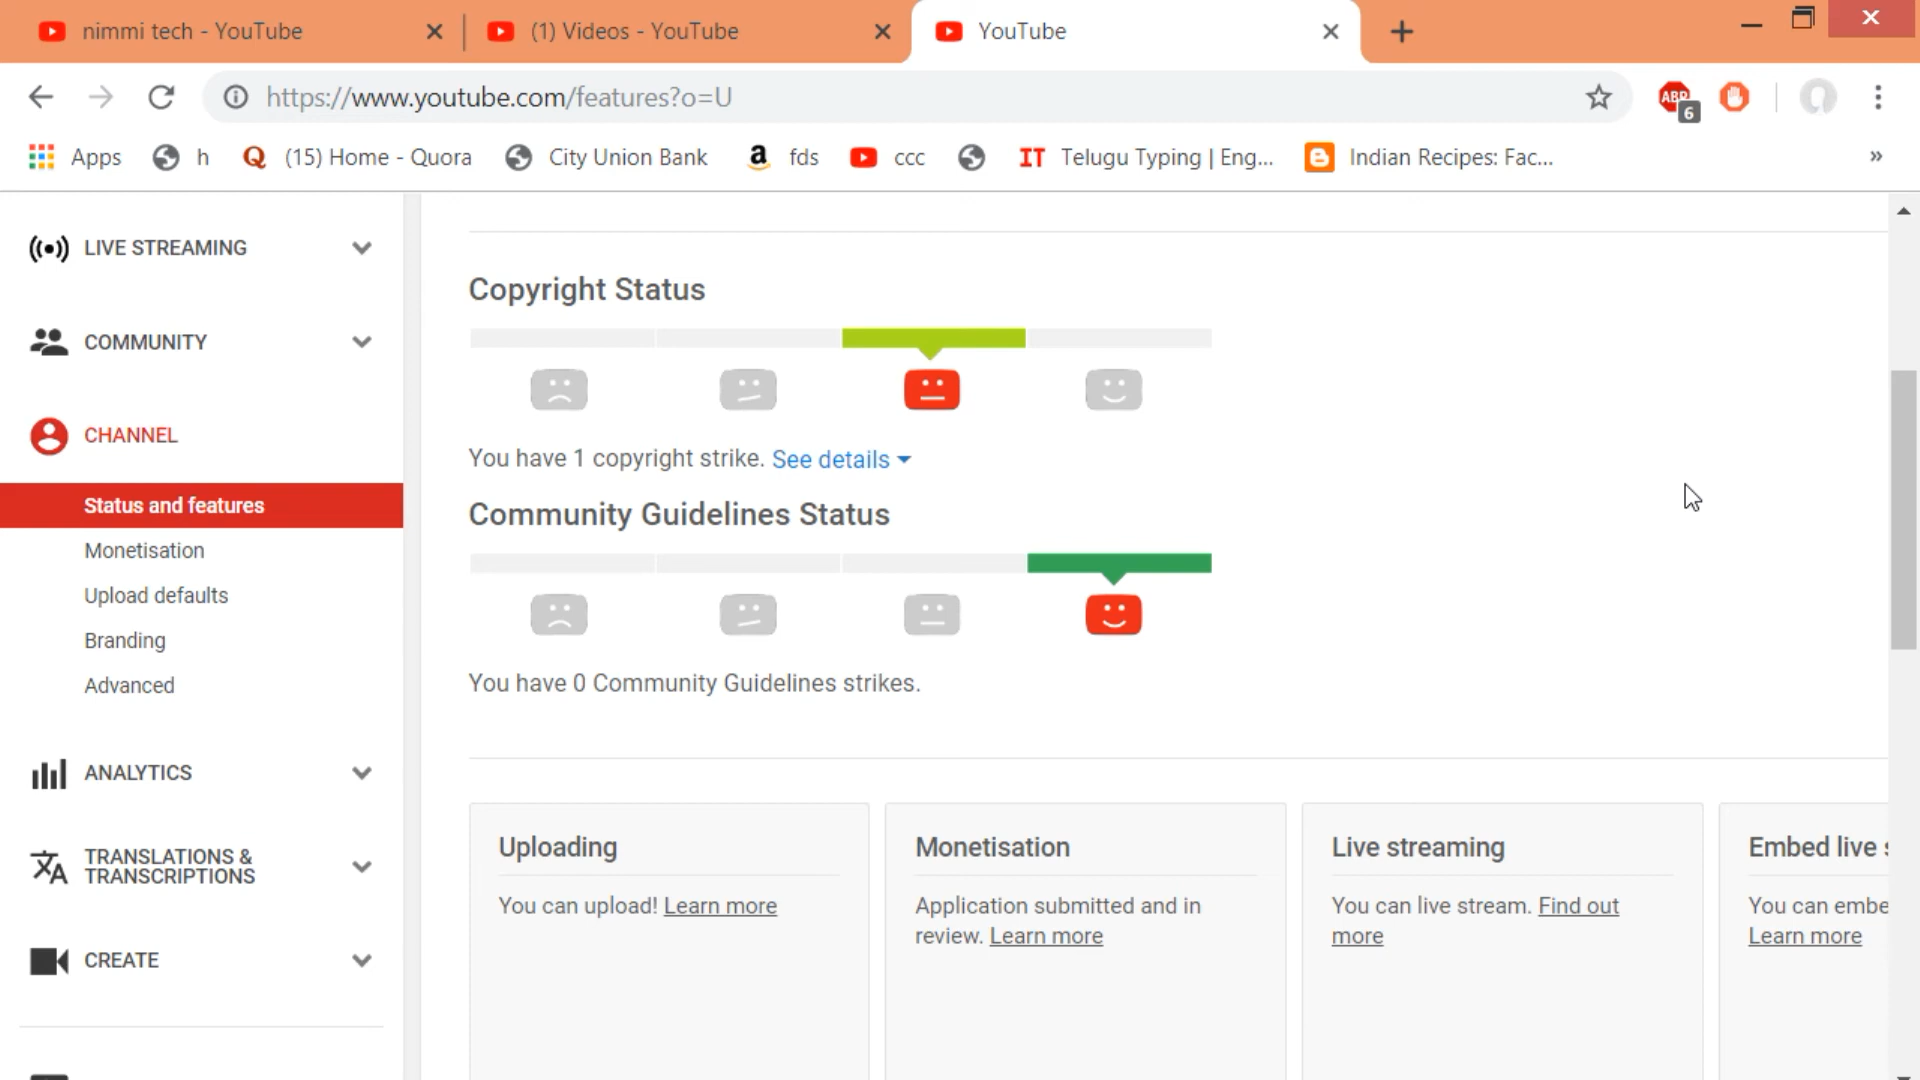 nimmi tech - YouTube
(1) Videos - YouTube
YouTube
https://www.youtube.com/features?o=U
ABP
6
Apps
h
(15) Home - Quora
City Union Bank
fds
ccc
IT Telugu Typing | Eng...
Indian Recipes: Fac...
»
LIVE STREAMING
COMMUNITY
CHANNEL
Status and features
Monetisation
Upload defaults
Branding
Advanced
ANALYTICS
TRANSLATIONS &
TRANSCRIPTIONS
CREATE
Copyright Status
You have 1 copyright strike. See details
Community Guidelines Status
You have 0 Community Guidelines strikes.
Uploading
You can upload! Learn more
Monetisation
Application submitted and in
review. Learn more
Live streaming
You can live stream. Find out
more
Embed live s
You can embe
Learn more